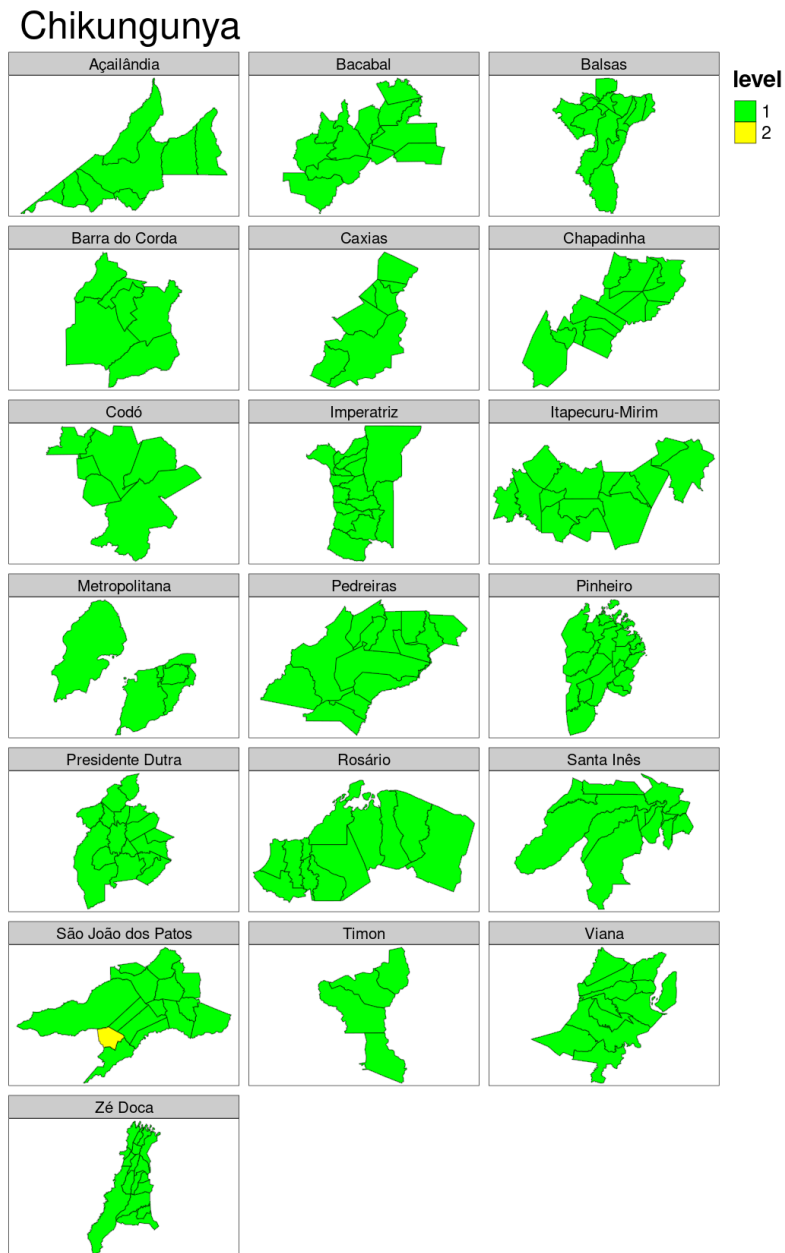 Chikungunya
Açailândia
Bacabal
Balsas
level
1
2
Barra do Corda
Caxias
Chapadinha
Codó
Imperatriz
Itapecuru-Mirim
Metropolitana
Pedreiras
Pinheiro
Presidente Dutra
Rosário
Santa Inês
São João dos Patos
Timon
Viana
Zé Doca